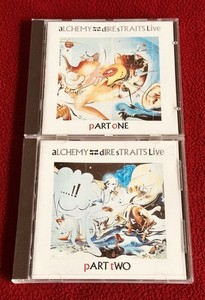 aLCHEMY dIRE sTRAITS Live
pART oNE
aLCHEMY dIRE sTRAITS Live
...!!
pART tWO